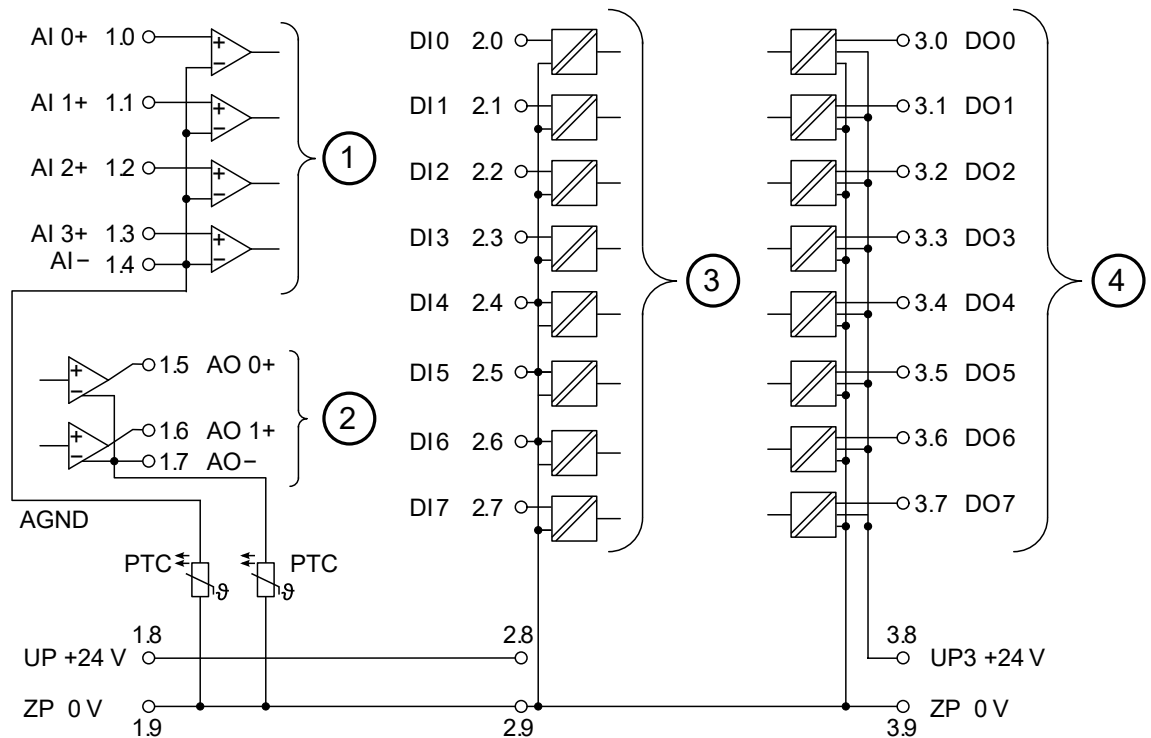 AI 0+ 1.0
AI 1+ 1.1
AI 2+ 1.2
AI 3+ 1.3
AI− 1.4
+
−
+
−
+
−
+
−
1
1.5 AO 0+
1.6 AO 1+
1.7 AO−
+
−
+
−
2
AGND
PTC
ϑ
PTC
ϑ
DI0 2.0
DI1 2.1
DI2 2.2
DI3 2.3
DI4 2.4
DI5 2.5
DI6 2.6
DI7 2.7
3
3.0 DO0
3.1 DO1
3.2 DO2
3.3 DO3
3.4 DO4
3.5 DO5
3.6 DO6
3.7 DO7
4
1.8
2.8
3.8
UP +24 V
UP3 +24 V
ZP 0 V
ZP 0 V
1.9
2.9
3.9